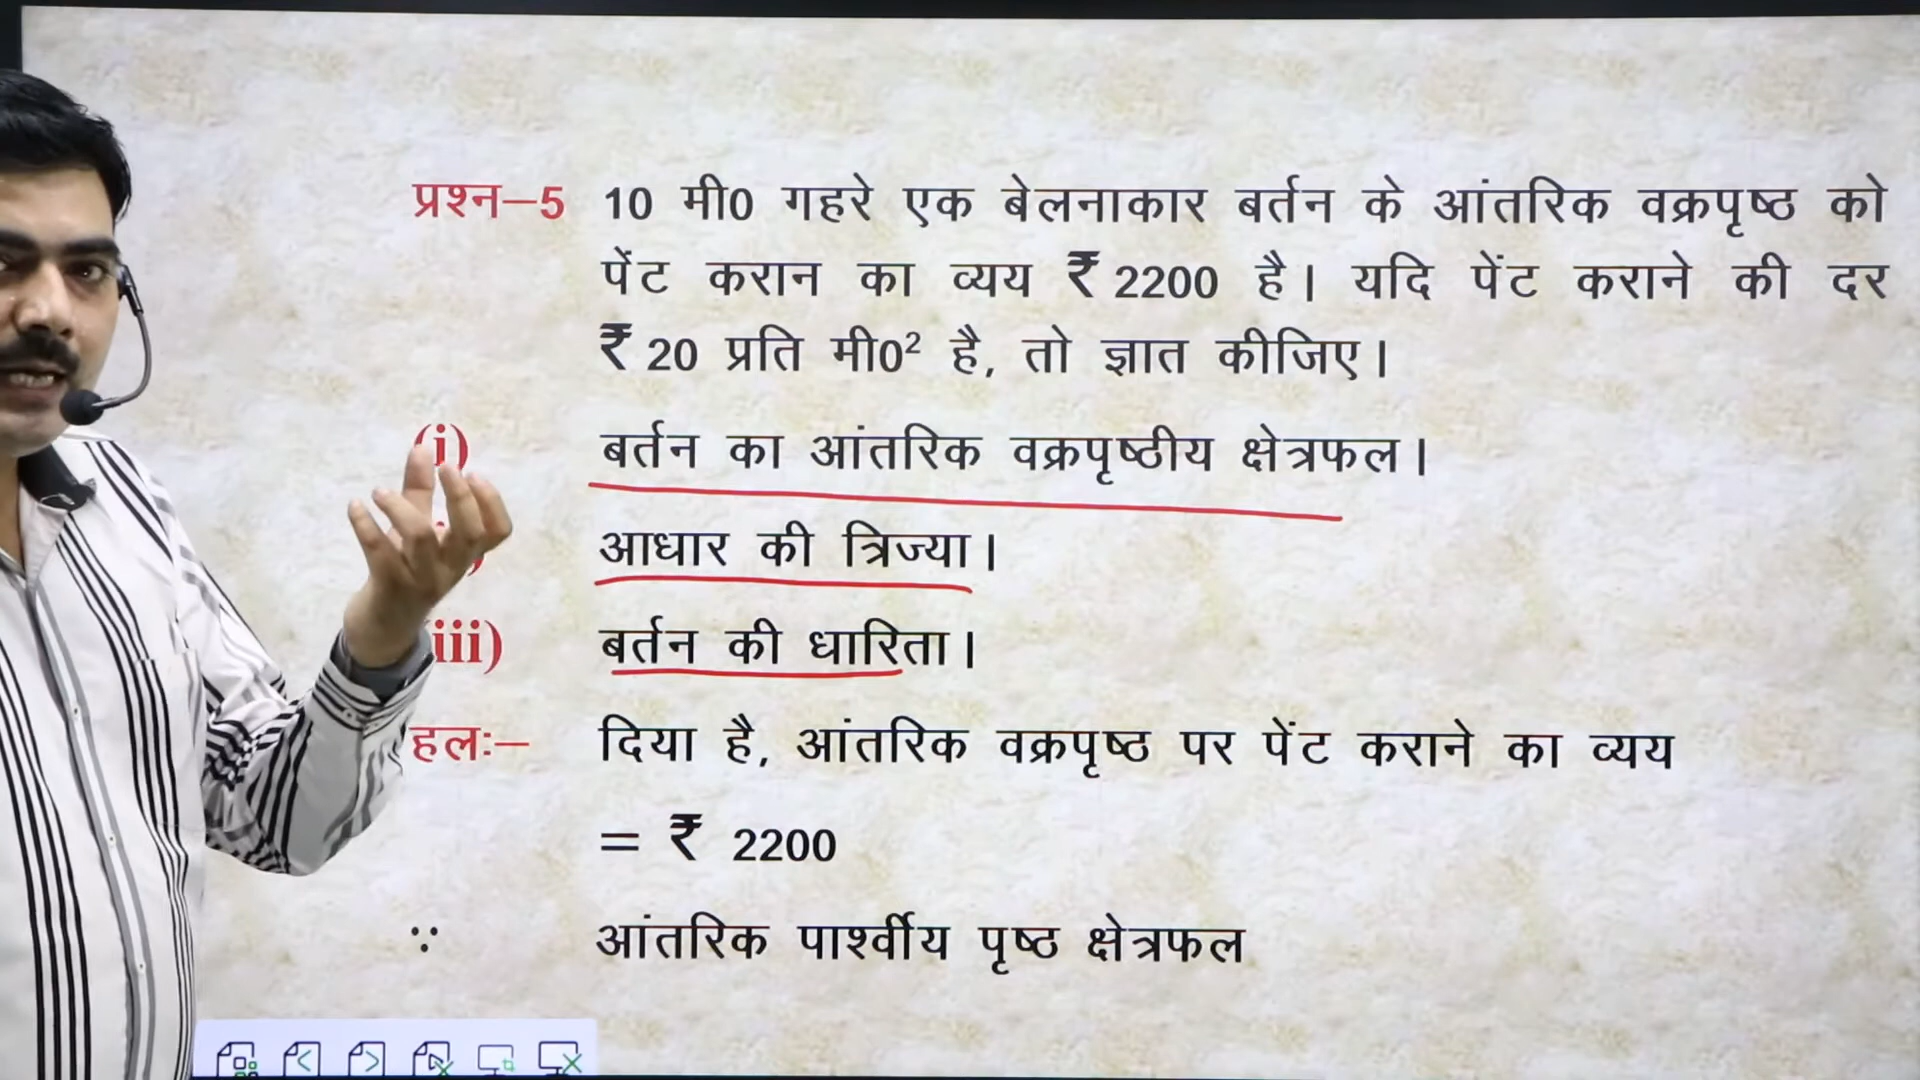 प्रश्न–5 10 मी0 गहरे एक बेलनाकार बर्तन के आंतरिक वक्रपृष्ठ को
पेंट करान का व्यय ₹ 2200 है। यदि पेंट कराने की दर
₹ 20 प्रति मी0² है, तो ज्ञात कीजिए।
(i) बर्तन का आंतरिक वक्रपृष्ठीय क्षेत्रफल।
आधार की त्रिज्या।
(iii) बर्तन की धारिता।
हलः– दिया है, आंतरिक वक्रपृष्ठ पर पेंट कराने का व्यय
= ₹ 2200
∵ आंतरिक पार्श्वीय पृष्ठ क्षेत्रफल